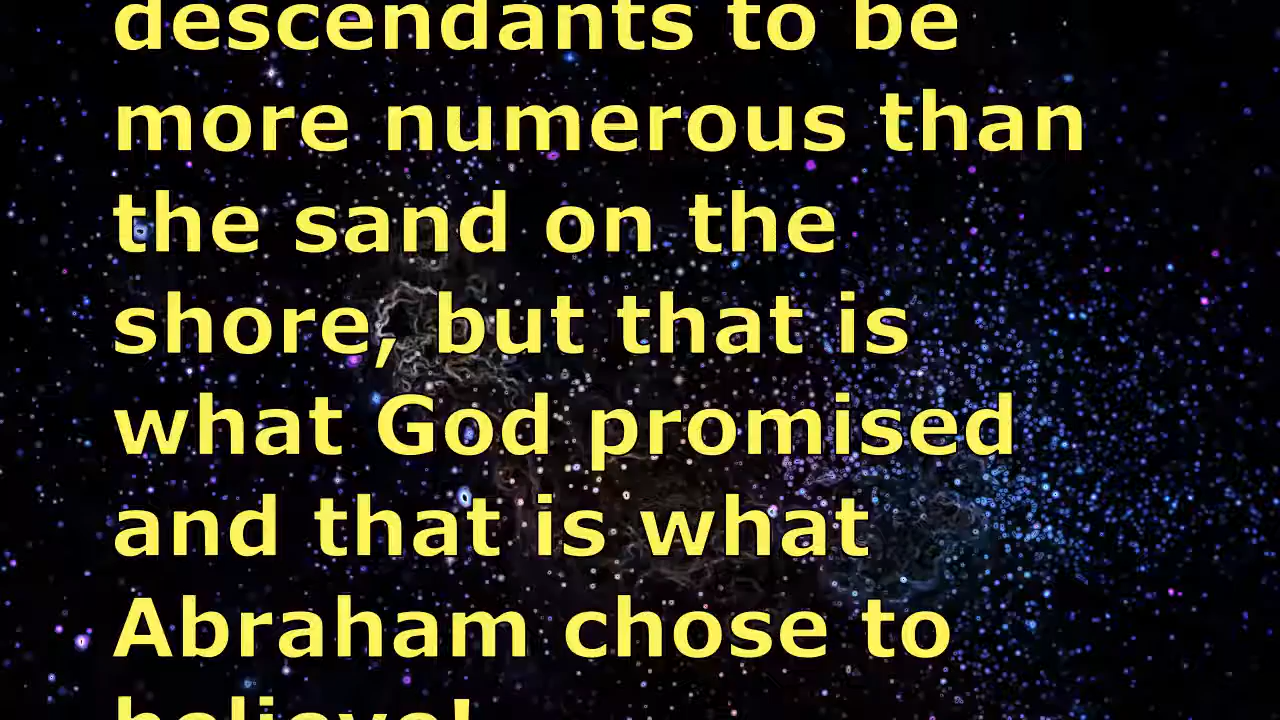 descendants to be
more numerous than
the sand on the
shore, but that is
what God promised
and that is what
Abraham chose to
believe!